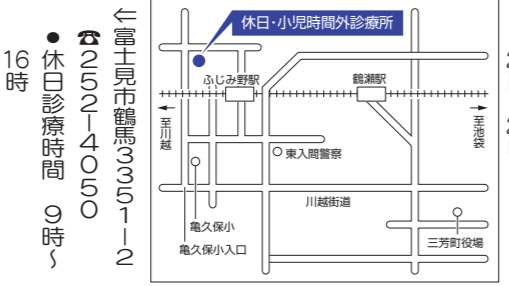 休日・小児時間外診療所
ふじみ野駅
鶴瀬駅
至川越
至池袋
東入間警察
川越街道
亀久保小
亀久保小入口
三芳町役場
⇐富士見市鶴馬3351―2
☎252―4050
●休日診療時間 9時〜
16時